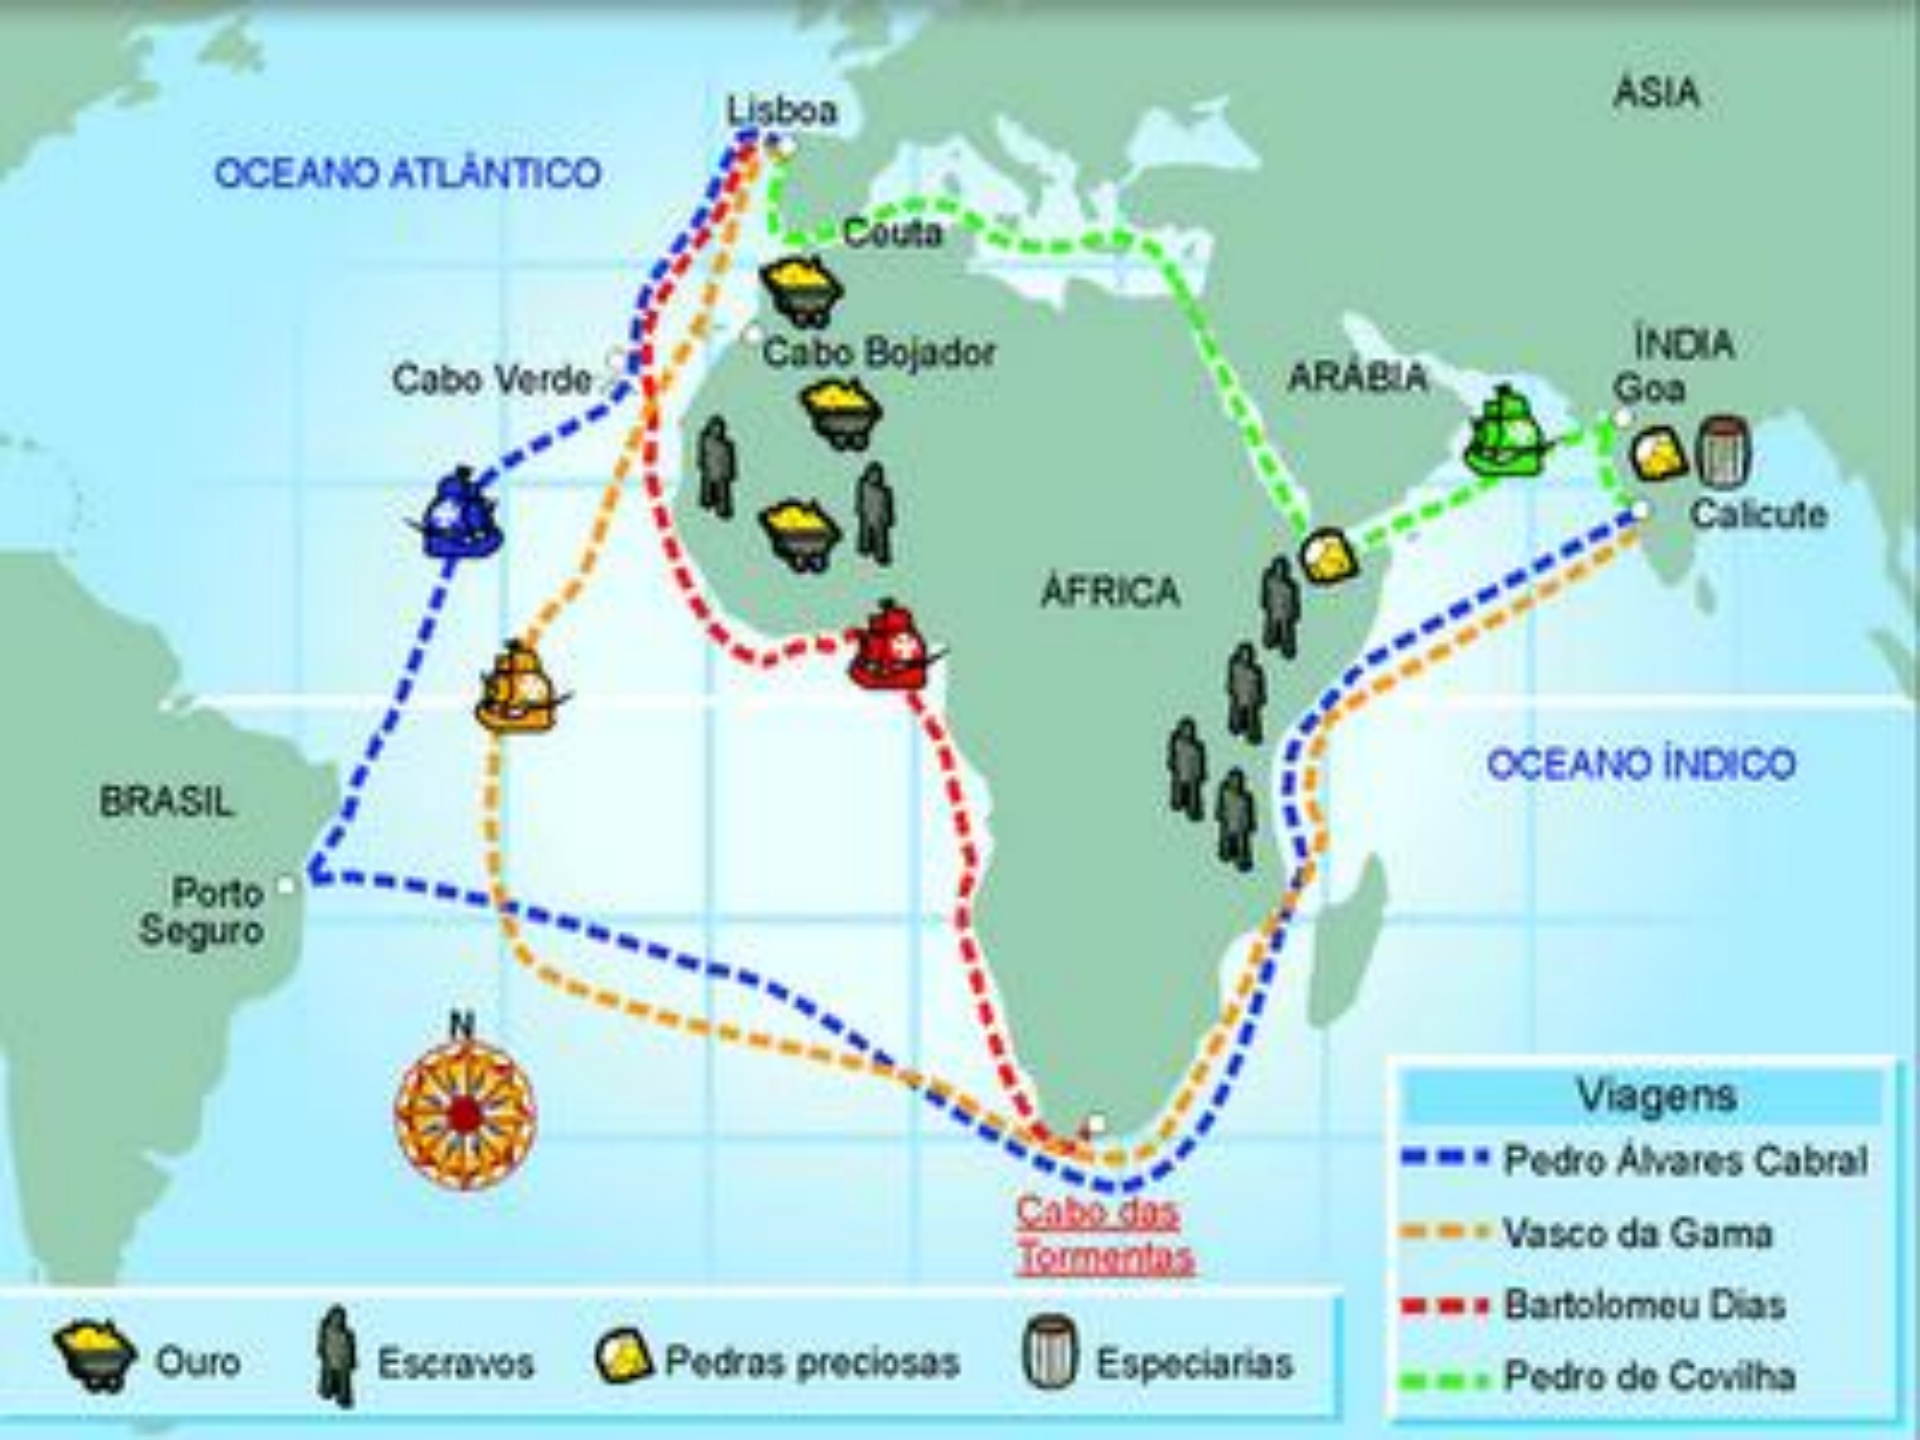 Lisboa
ÁSIA
OCEANO ATLÂNTICO
Ceuta
Cabo Verde
Cabo Bojador
ARÁBIA
ÍNDIA
Goa
Calicute
ÁFRICA
OCEANO ÍNDICO
BRASIL
Porto
Seguro
N
Cabo das
Tormentas
Viagens
Pedro Álvares Cabral
Vasco da Gama
Bartolomeu Dias
Pedro de Covilha
Ouro
Escravos
Pedras preciosas
Especiarias